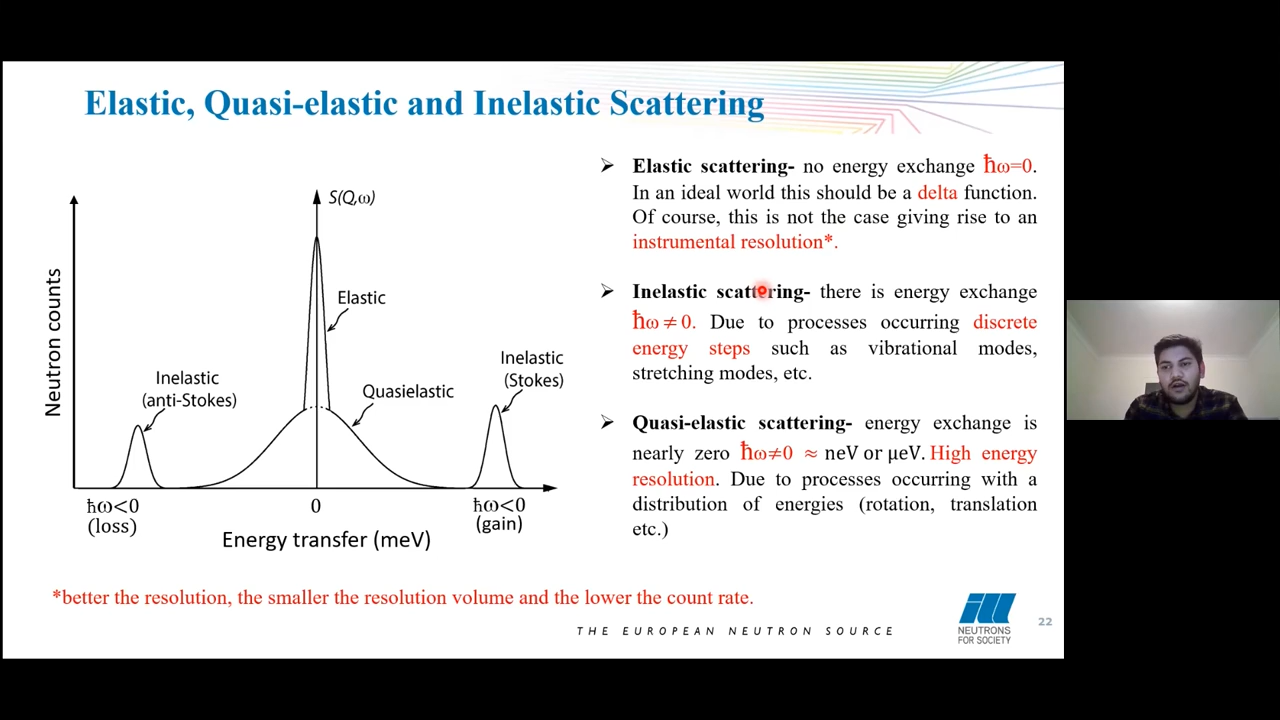 Elastic, Quasi-elastic and Inelastic Scattering
S(Q,ω)
Neutron counts
Elastic
Inelastic
(Stokes)
Inelastic
(anti-Stokes)
Quasielastic
ħω<0
(loss)
0
ħω<0
(gain)
Energy transfer (meV)
➢ Elastic scattering- no energy exchange ħω=0.
In an ideal world this should be a delta function.
Of course, this is not the case giving rise to an
instrumental resolution*.
➢ Inelastic scattering- there is energy exchange
ħω ≠ 0. Due to processes occurring discrete
energy steps such as vibrational modes,
stretching modes, etc.
➢ Quasi-elastic scattering- energy exchange is
nearly zero ħω≠0 ≈ neV or μeV. High energy
resolution. Due to processes occurring with a
distribution of energies (rotation, translation
etc.)
*better the resolution, the smaller the resolution volume and the lower the count rate.
THE EUROPEAN NEUTRON SOURCE
ill
NEUTRONS
FOR SOCIETY
22